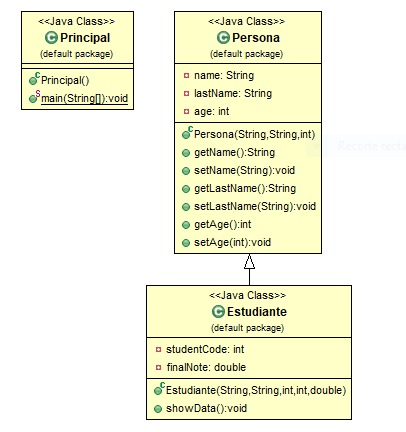 <<Java Class>>
Principal
(default package)
Principal()
main(String[]):void
<<Java Class>>
Persona
(default package)
name: String
lastName: String
age: int
Persona(String,String,int)
getName():String
setName(String):void
getLastName():String
setLastName(String):void
getAge():int
setAge(int):void
<<Java Class>>
Estudiante
(default package)
studentCode: int
finalNote: double
Estudiante(String,String,int,int,double)
showData():void